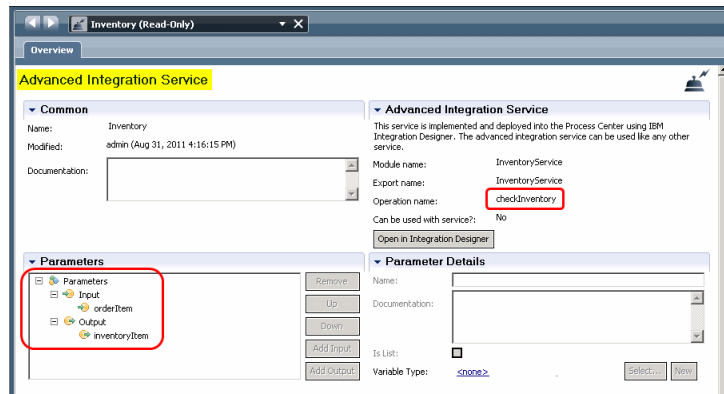 Inventory (Read-Only)
Overview
Advanced Integration Service
Common
Name: Inventory
Modified: admin (Aug 31, 2011 4:16:15 PM)
Documentation:
Advanced Integration Service
This service is implemented and deployed into the Process Center using IBM
Integration Designer. The advanced integration service can be used like any other
service.
Module name: InventoryService
Export name: InventoryService
Operation name: checkInventory
Can be used with service?: No
Open in Integration Designer
Parameters
Parameters
Input
orderItem
Output
inventoryItem
Remove
Up
Down
Add Input
Add Output
Parameter Details
Name:
Documentation:
Is List:
Variable Type: <none>
Select...
New